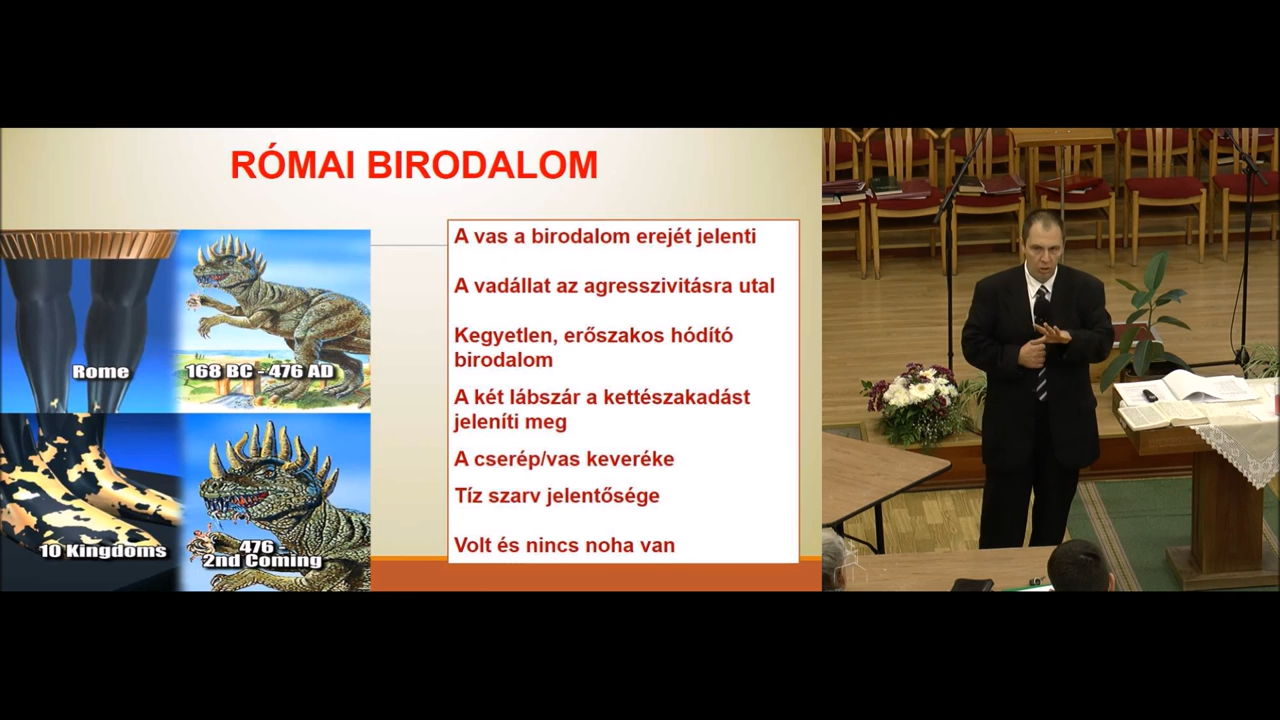 RÓMAI BIRODALOM
Rome
168 BC - 476 AD
10 Kingdoms
476 -
2nd Coming
A vas a birodalom erejét jelenti
A vadállat az agresszivitásra utal
Kegyetlen, erőszakos hódító
birodalom
A két lábszár a kettészakadást
jeleníti meg
A cserép/vas keveréke
Tíz szarv jelentősége
Volt és nincs noha van